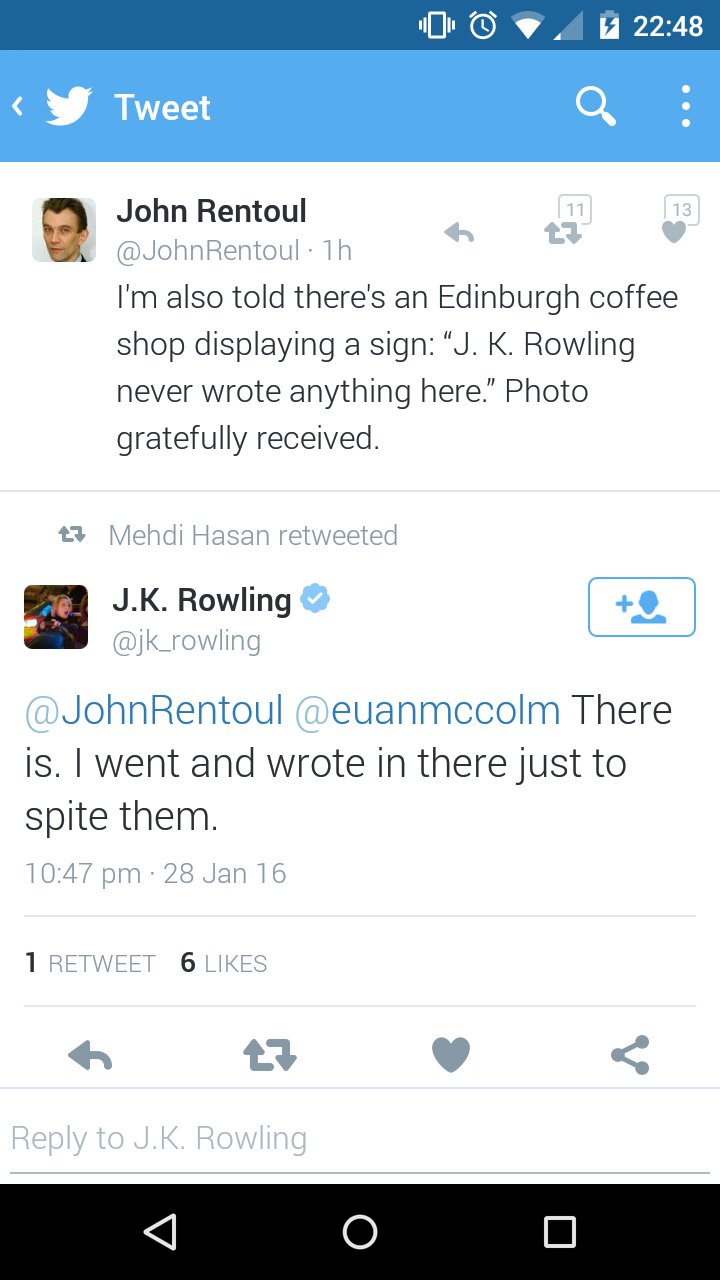 22:48
Tweet
John Rentoul
11
13
@JohnRentoul · 1h
I'm also told there's an Edinburgh coffee
shop displaying a sign: “J. K. Rowling
never wrote anything here.” Photo
gratefully received.
Mehdi Hasan retweeted
J.K. Rowling
@jk_rowling
@JohnRentoul @euanmccolm There
is. I went and wrote in there just to
spite them.
10:47 pm · 28 Jan 16
1 RETWEET 6 LIKES
Reply to J.K. Rowling